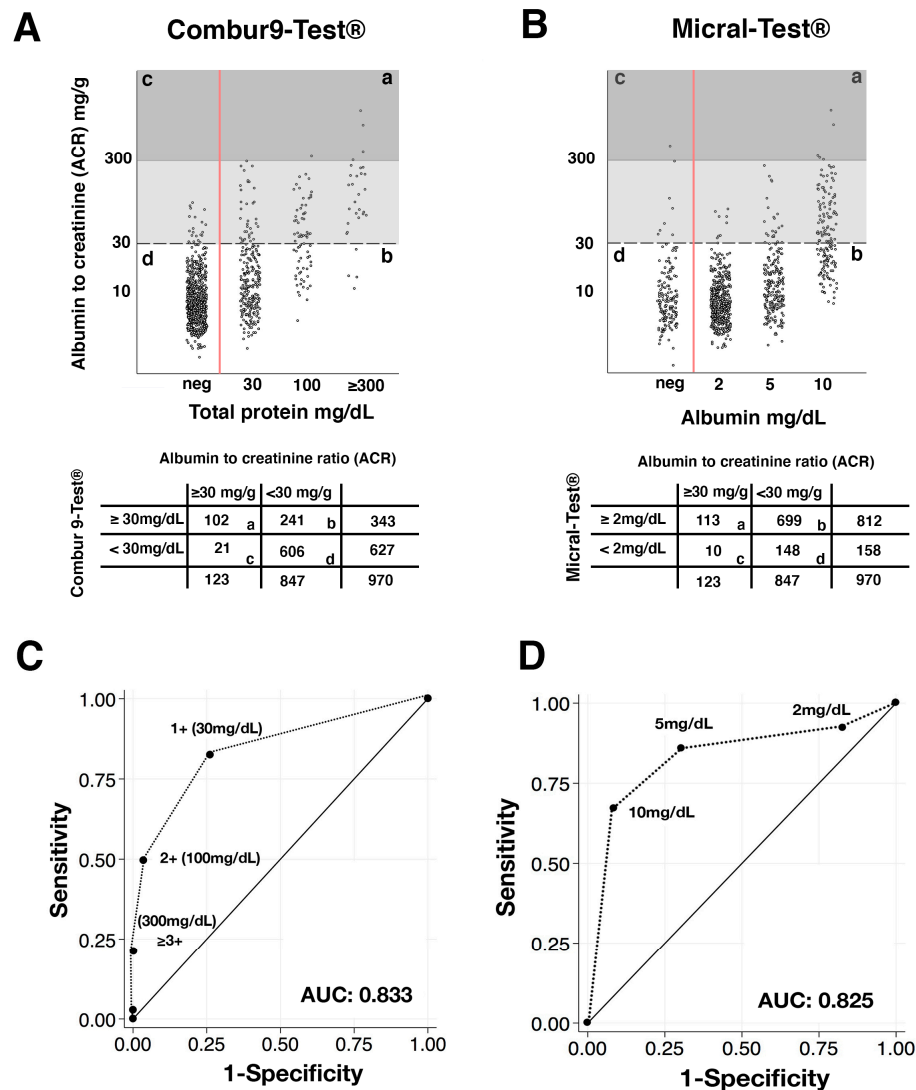 A
Combur9-Test®
Albumin to creatinine (ACR) mg/g
c
a
300
30
d
b
10
neg 30 100 ≥300
Total protein mg/dL
Albumin to creatinine ratio (ACR)
Combur 9-Test®
≥30 mg/g <30 mg/g
≥ 30mg/dL 102 a 241 b 343
< 30mg/dL 21 c 606 d 627
123 847 970
B
Micral-Test®
c
a
300
30
d
b
10
neg 2 5 10
Albumin mg/dL
Albumin to creatinine ratio (ACR)
Micral-Test®
≥30 mg/g <30 mg/g
≥ 2mg/dL 113 a 699 b 812
< 2mg/dL 10 c 148 d 158
123 847 970
C
Sensitivity
1.00
0.75
0.50
0.25
0.00
1+ (30mg/dL)
2+ (100mg/dL)
(300mg/dL)
≥3+
AUC: 0.833
0.00 0.25 0.50 0.75 1.00
1-Specificity
D
Sensitivity
1.00
0.75
0.50
0.25
0.00
2mg/dL
5mg/dL
10mg/dL
AUC: 0.825
0.00 0.25 0.50 0.75 1.00
1-Specificity